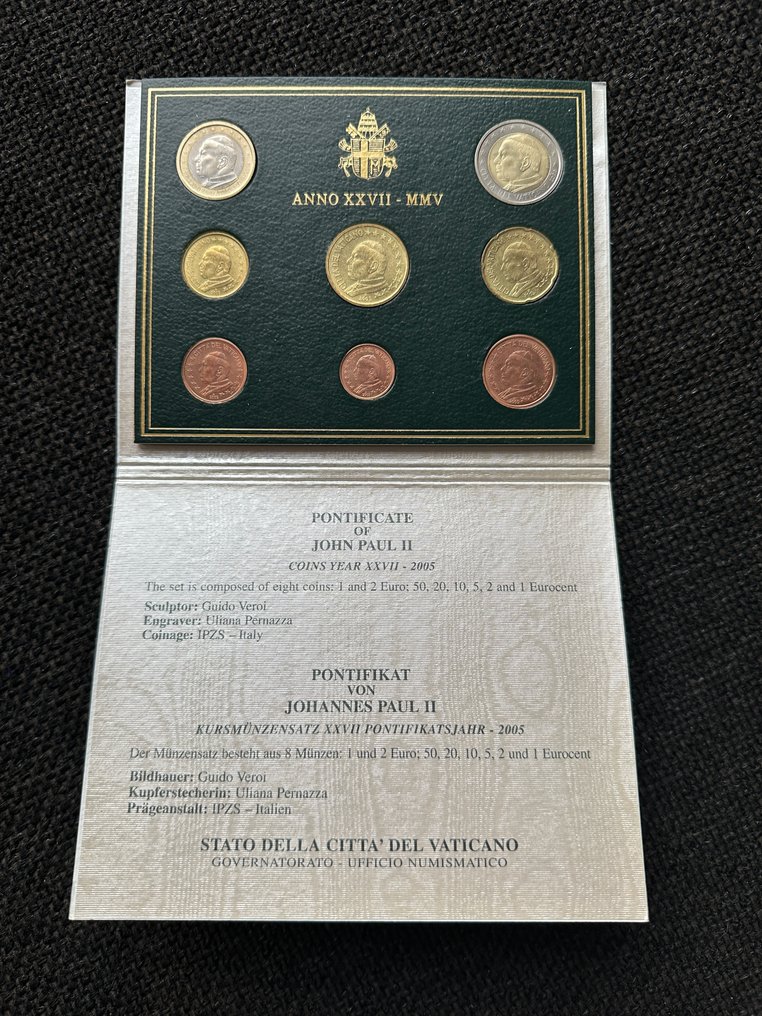 ANNO XXVII - MMV
PONTIFICATE
OF
JOHN PAUL II
COINS YEAR XXVII - 2005
The set is composed of eight coins: 1 and 2 Euro; 50, 20, 10, 5, 2 and 1 Eurocent
Sculptor: Guido Veroi
Engraver: Uliana Pernazza
Coinage: IPZS – Italy
PONTIFIKAT
VON
JOHANNES PAUL II
KURSMÜNZENSATZ XXVII PONTIFIKATSJAHR - 2005
Der Münzsatz besteht aus 8 Münzen: 1 und 2 Euro; 50, 20, 10, 5, 2 und 1 Eurocent
Bildhauer: Guido Veroi
Kupferstecherin: Uliana Pernazza
Prägeanstalt: IPZS – Italien
STATO DELLA CITTA' DEL VATICANO
GOVERNATORATO - UFFICIO NUMISMATICO